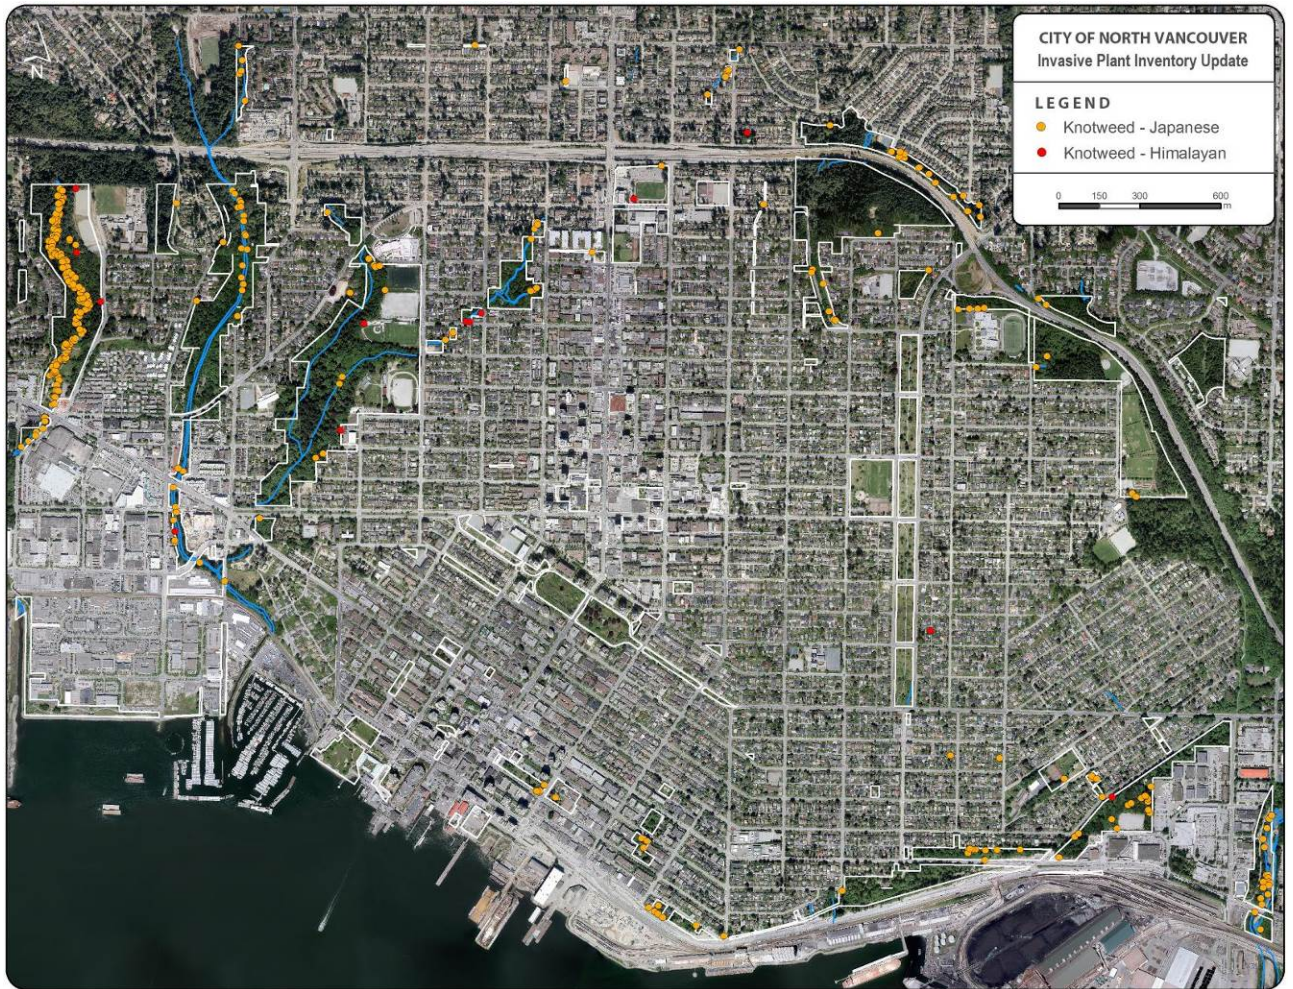 CITY OF NORTH VANCOUVER
Invasive Plant Inventory Update
LEGEND
Knotweed - Japanese
Knotweed - Himalayan
0 150 300 600
m
N